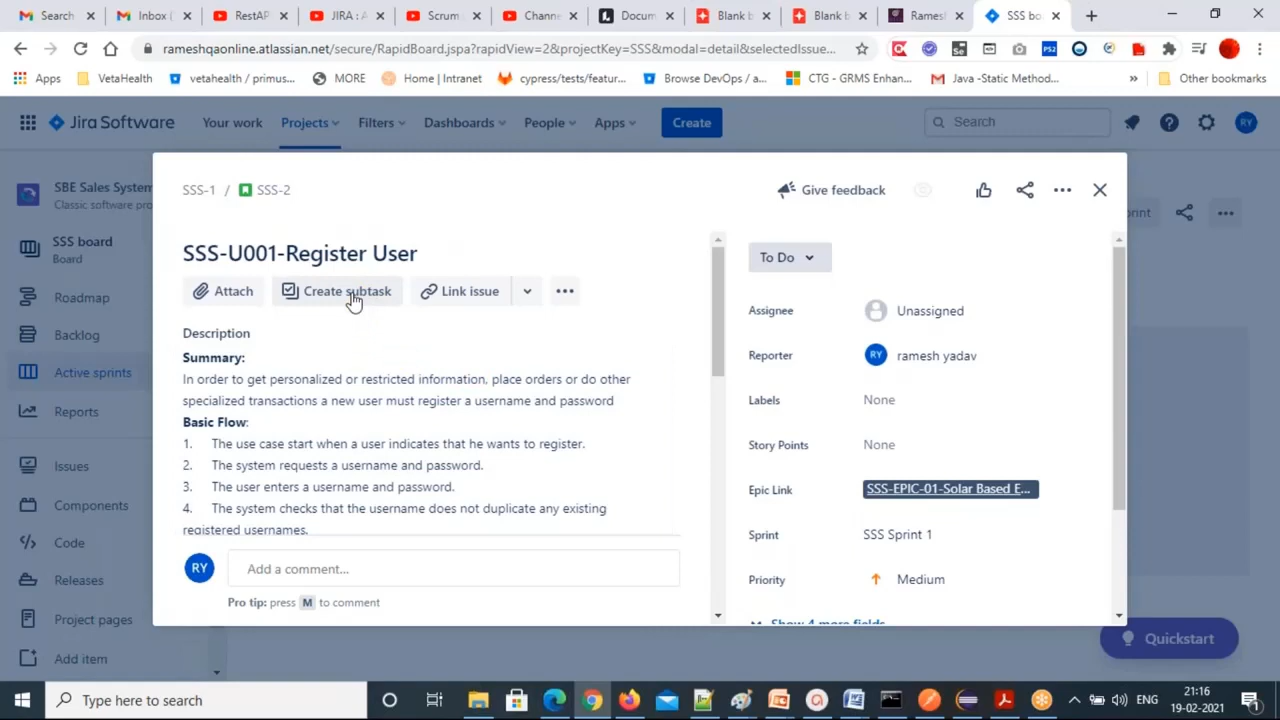 Search
Inbox (
RestAP
JIRA : A
Scrum
Channe
Docum
Blank b
Blank b
Rames
SSS bo
rameshqaonline.atlassian.net/secure/RapidBoard.jspa?rapidView=2&projectKey=SSS&modal=detail&selectedIssue...
Apps
VetaHealth
vetahealth / primus...
MORE
Home | Intranet
cypress/tests/featur...
Browse DevOps / a...
CTG - GRMS Enhan...
Java -Static Method...
»
Other bookmarks
Jira Software
Your work
Projects
Filters
Dashboards
People
Apps
Create
Search
RY
SBE Sales System
Classic software pro
SSS board
Board
Roadmap
Backlog
Active sprints
Reports
Issues
Components
Code
Releases
Project pages
Add item
SSS-1 / SSS-2
Give feedback
SSS-U001-Register User
Attach
Create subtask
Link issue
Description
Summary:
In order to get personalized or restricted information, place orders or do other
specialized transactions a new user must register a username and password
Basic Flow:
1. The use case start when a user indicates that he wants to register.
2. The system requests a username and password.
3. The user enters a username and password.
4. The system checks that the username does not duplicate any existing
registered usernames.
RY
Add a comment...
Pro tip: press M to comment
To Do
Assignee
Unassigned
Reporter
RY
ramesh yadav
Labels
None
Story Points
None
Epic Link
SSS-EPIC-01-Solar Based E...
Sprint
SSS Sprint 1
Priority
Medium
Show 4 more fields
print
Quickstart
Type here to search
ENG
21:16
19-02-2021
1